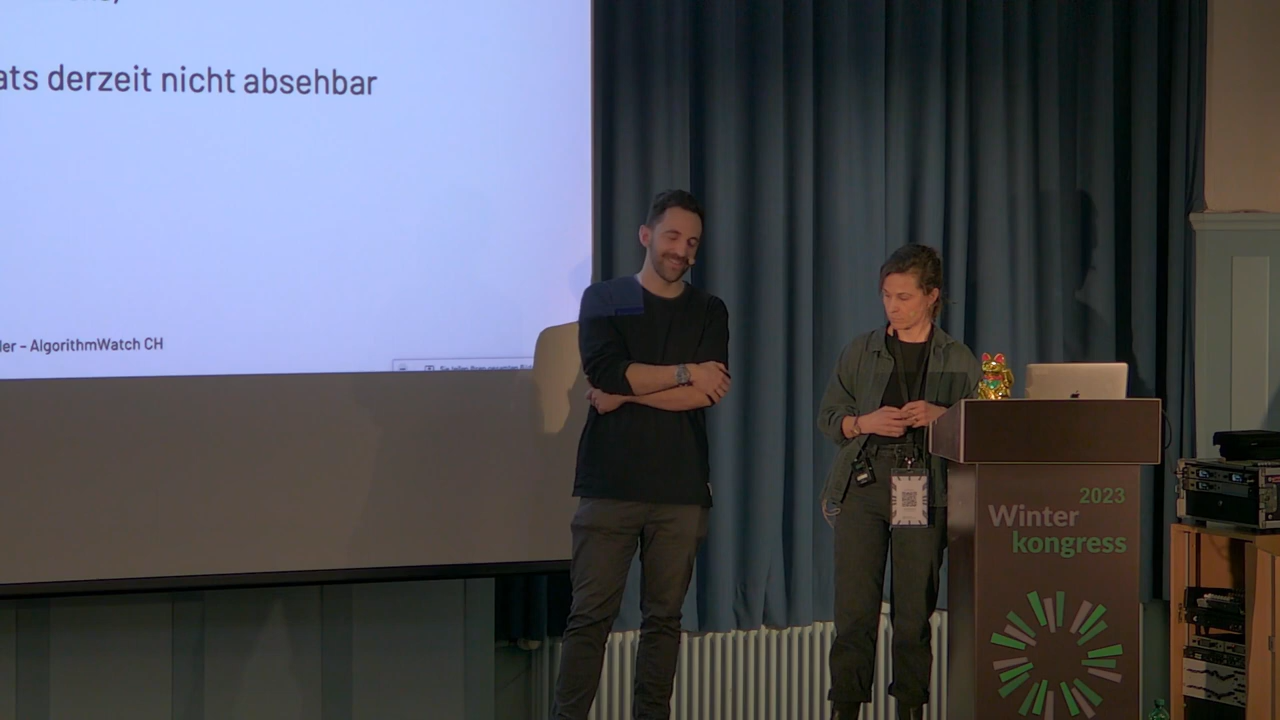 ats derzeit nicht absehbar
ler – AlgorithmWatch CH
2023
Winter
kongress